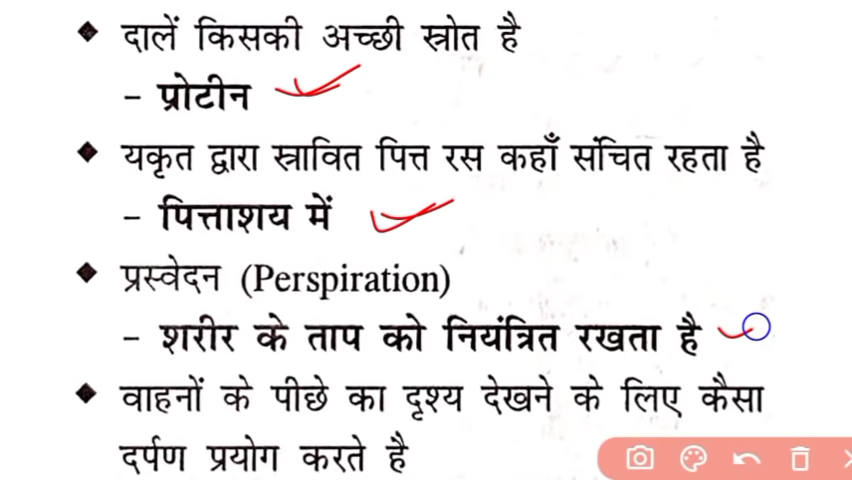 ◆ दालें किसकी अच्छी स्रोत है
– प्रोटीन
◆ यकृत द्वारा स्रावित पित्त रस कहाँ संचित रहता है
– पित्ताशय में
◆ प्रस्वेदन (Perspiration)
– शरीर के ताप को नियंत्रित रखता है
◆ वाहनों के पीछे का दृश्य देखने के लिए कैसा
दर्पण प्रयोग करते है